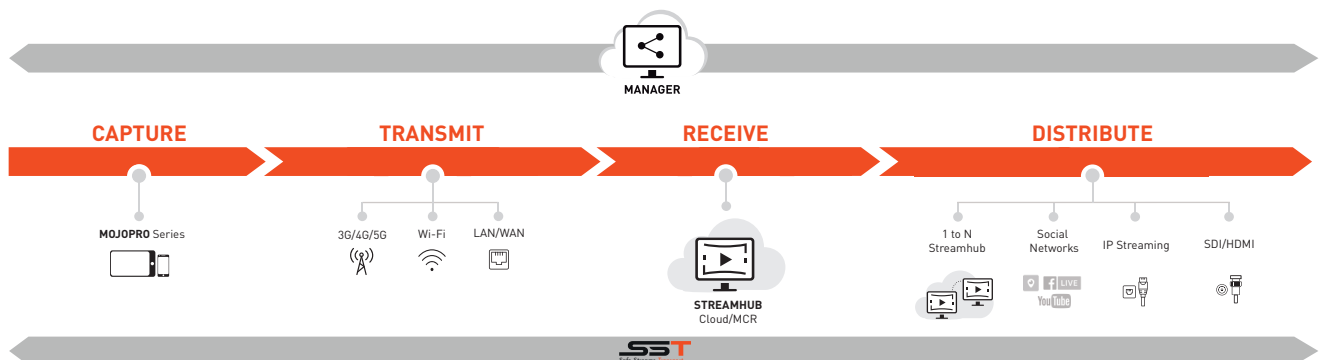 MANAGER
CAPTURE
TRANSMIT
RECEIVE
DISTRIBUTE
MOJOPRO Series
3G/4G/5G
Wi-Fi
LAN/WAN
STREAMHUB
Cloud/MCR
1 to N
Streamhub
Social
Networks
LIVE
YouTube
IP Streaming
SDI/HDMI
SST